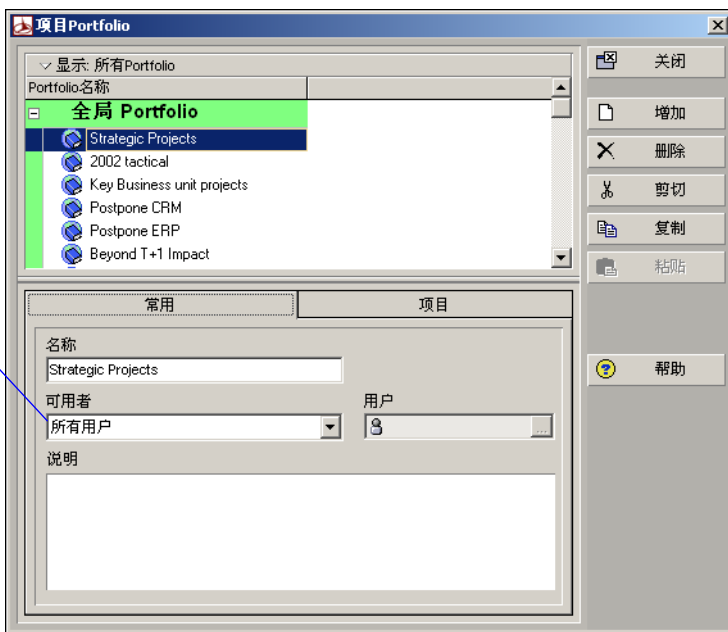 项目Portfolio
显示: 所有Portfolio
Portfolio名称
全局 Portfolio
Strategic Projects
2002 tactical
Key Business unit projects
Postpone CRM
Postpone ERP
Beyond T+1 Impact
常用
项目
名称
Strategic Projects
可用者
用户
所有用户
...
说明
关闭
增加
删除
剪切
复制
粘贴
帮助